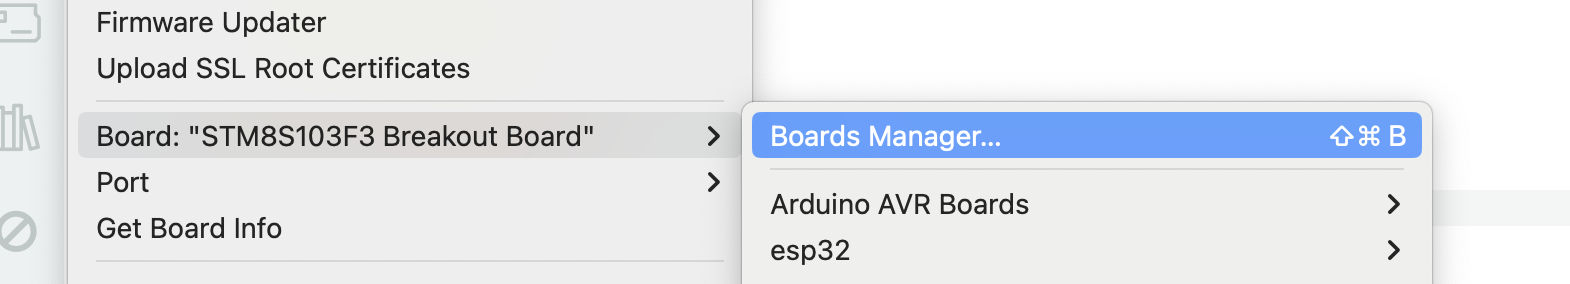 Firmware Updater
Upload SSL Root Certificates
Board: "STM8S103F3 Breakout Board"
Boards Manager... ⇧⌘ B
Port
Arduino AVR Boards
Get Board Info
esp32